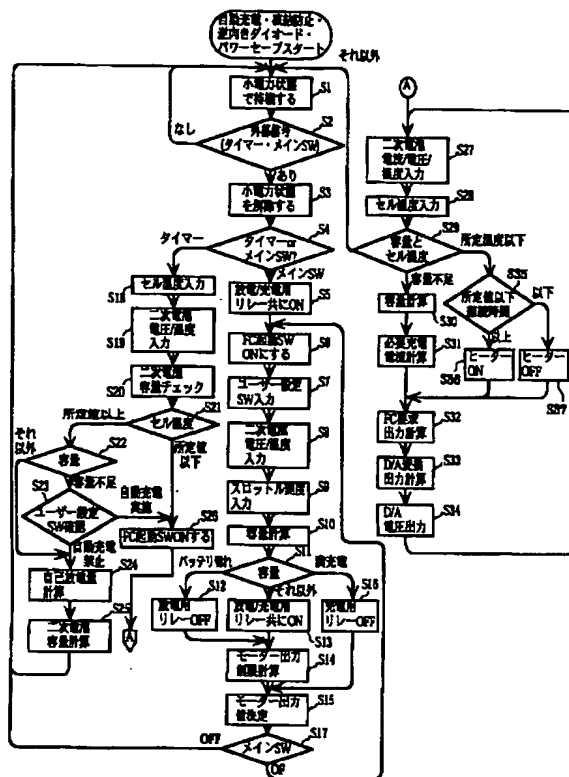 自動充電・凍結防止・
逆向きダイオード・
パワーセーブスタート
小電力状態
で待機する
S1
外部信号
(タイマー・メインSW)
S2
なし
あり
小電力状態
を解除する
S3
タイマーor
メインSW?
S4
タイマー
メインSW
放電/充電用
リレー共にON
S5
FC起動SW
ONにする
S6
ユーザー設定
SW入力
S7
二次電池
電圧/温度
入力
S8
スロットル開度
入力
S9
容量計算
S10
容量
S11
バッテリ切れ
それ以外
満充電
放電用
リレーOFF
S12
放電/充電用
リレー共にON
S13
充電用
リレーOFF
S16
モーター出力
制限計算
S14
モーター出力
値決定
S15
メインSW
S17
OFF
ON
セル温度入力
S18
二次電池
電圧/温度
入力
S19
二次電池
容量チェック
S20
セル温度
S21
所定値以上
所定値
以下
容量
S22
それ
以外
容量不足
ユーザー設定
SW確認
S23
自動充電
実施
自動充電
禁止
FC起動SWONする
S26
自己放電量
計算
S24
二次電池
容量計算
S25
A
それ以外
A
二次電池
電流/電圧/
温度入力
S27
セル温度入力
S28
容量と
セル温度
S29
所定温度以下
容量不足
容量計算
S30
必要充電
電流計算
S31
所定値以下
継続時間
S35
以上
以下
ヒーター
ON
S36
ヒーター
OFF
S37
FC要求
出力計算
S32
D/A変換
出力計算
S33
D/A
電圧出力
S34